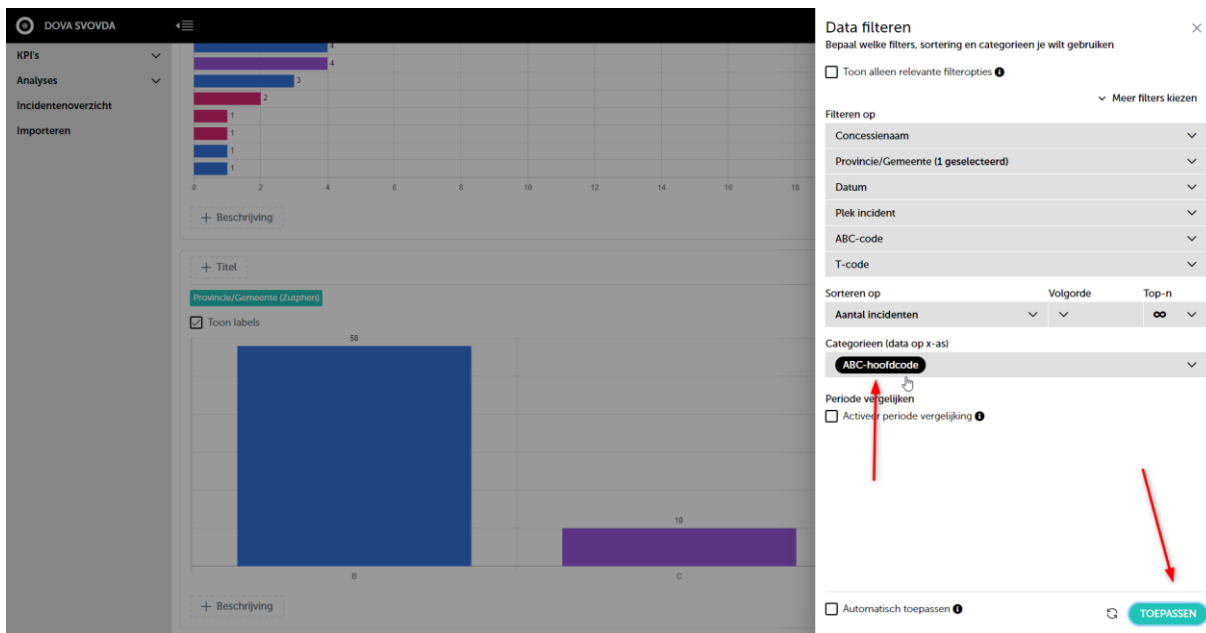 DOVA SVOVDA
KPI's
Analyses
Incidentenoverzicht
Importeren
4
4
3
2
1
1
1
1
0 2 4 6 8 10 12 14 16 18
+ Beschrijving
+ Titel
Provincie/Gemeente (Zutphen)
Toon labels
58
10
B C
+ Beschrijving
Data filteren
Bepaal welke filters, sortering en categorieen je wilt gebruiken
Toon alleen relevante filteropties
Meer filters kiezen
Filteren op
Concessienaam
Provincie/Gemeente (1 geselecteerd)
Datum
Plek incident
ABC-code
T-code
Sorteren op Volgorde Top-n
Aantal incidenten ∞
Categorieen (data op x-as)
ABC-hoofdcode
Periode vergelijken
Activeer periode vergelijking
Automatisch toepassen
TOEPASSEN